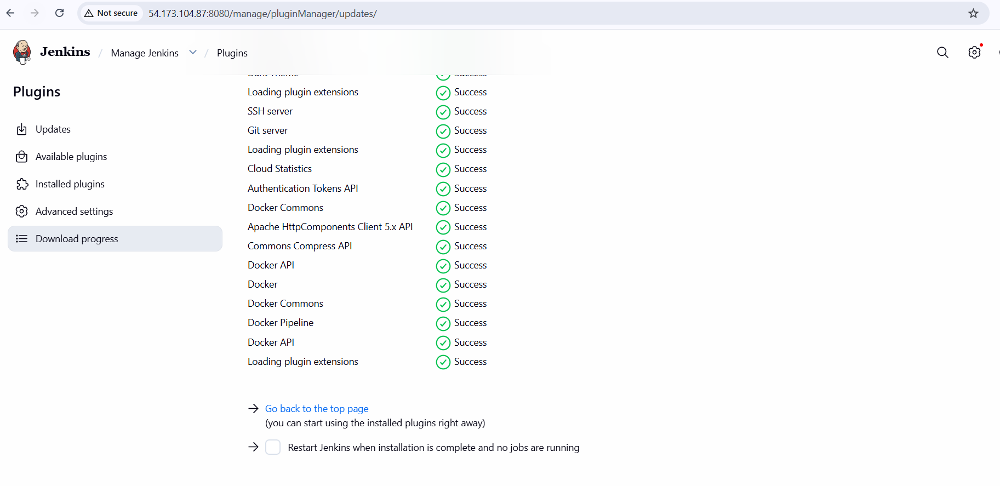 Not secure 54.173.104.87:8080/manage/pluginManager/updates/
Jenkins / Manage Jenkins / Plugins
Plugins
Updates
Available plugins
Installed plugins
Advanced settings
Download progress
Dark Theme Success
Loading plugin extensions Success
SSH server Success
Git server Success
Loading plugin extensions Success
Cloud Statistics Success
Authentication Tokens API Success
Docker Commons Success
Apache HttpComponents Client 5.x API Success
Commons Compress API Success
Docker API Success
Docker Success
Docker Commons Success
Docker Pipeline Success
Docker API Success
Loading plugin extensions Success
Go back to the top page
(you can start using the installed plugins right away)
Restart Jenkins when installation is complete and no jobs are running